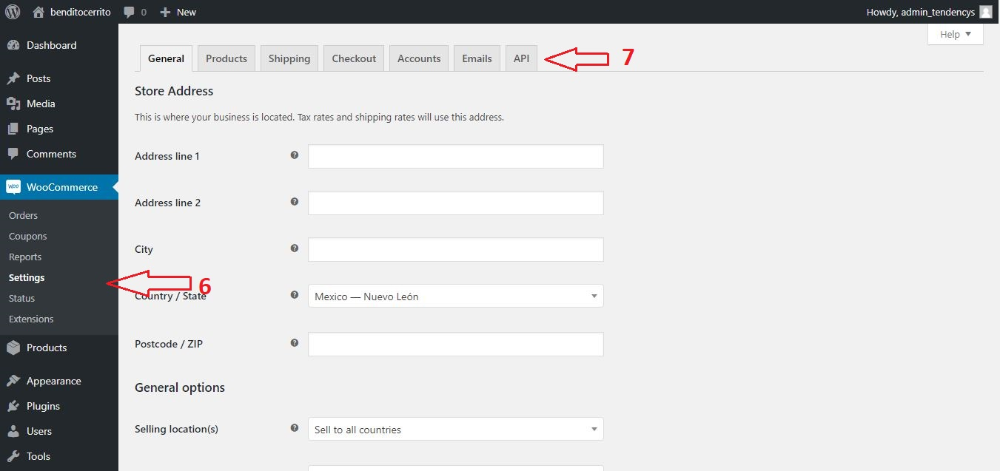 benditocerrito 0 New Howdy, admin_tendencys
Help
Dashboard
Posts
Media
Pages
Comments
WooCommerce
Orders
Coupons
Reports
Settings
Status
Extensions
Products
Appearance
Plugins
Users
Tools
General Products Shipping Checkout Accounts Emails API 7
Store Address
This is where your business is located. Tax rates and shipping rates will use this address.
Address line 1
Address line 2
City
6
Country / State Mexico — Nuevo León
Postcode / ZIP
General options
Selling location(s) Sell to all countries